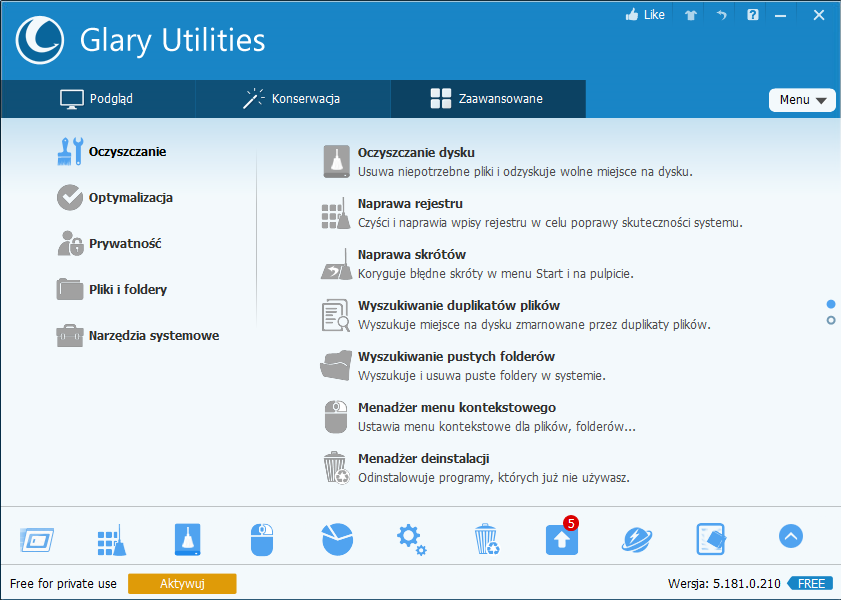 Like
Glary Utilities
Podgląd
Konserwacja
Zaawansowane
Menu
Oczyszczanie
Optymalizacja
Prywatność
Pliki i foldery
Narzędzia systemowe
Oczyszczanie dysku
Usuwa niepotrzebne pliki i odzyskuje wolne miejsce na dysku.
Naprawa rejestru
Czyści i naprawia wpisy rejestru w celu poprawy skuteczności systemu.
Naprawa skrótów
Koryguje błędne skróty w menu Start i na pulpicie.
Wyszukiwanie duplikatów plików
Wyszukuje miejsce na dysku zmarnowane przez duplikaty plików.
Wyszukiwanie pustych folderów
Wyszukuje i usuwa puste foldery w systemie.
Menadżer menu kontekstowego
Ustawia menu kontekstowe dla plików, folderów...
Menadżer deinstalacji
Odinstalowuje programy, których już nie używasz.
5
Free for private use
Aktywuj
Wersja: 5.181.0.210
FREE